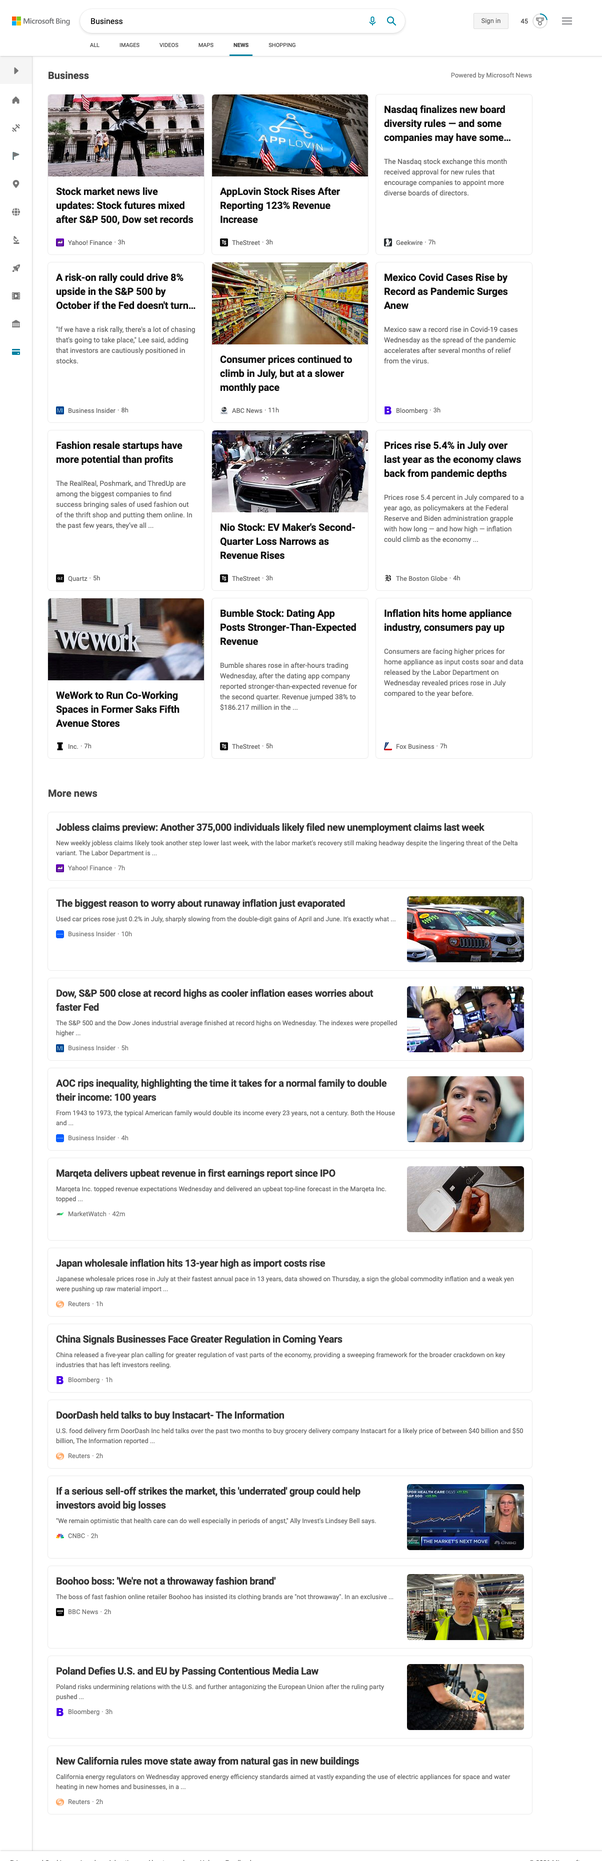 Microsoft Bing
Business
Sign in
45
ALL
IMAGES
VIDEOS
MAPS
NEWS
SHOPPING
Business
Powered by Microsoft News
Stock market news live
updates: Stock futures mixed
after S&P 500, Dow set records
Yahoo! Finance · 3h
APPLOVIN
AppLovin Stock Rises After
Reporting 123% Revenue
Increase
TheStreet · 3h
Nasdaq finalizes new board
diversity rules — and some
companies may have some...
The Nasdaq stock exchange this month
received approval for new rules that
encourage companies to appoint more
diverse boards of directors.
Geekwire · 7h
A risk-on rally could drive 8%
upside in the S&P 500 by
October if the Fed doesn't turn...
"If we have a risk rally, there's a lot of chasing
that's going to take place," Lee said, adding
that investors are cautiously positioned in
stocks.
Business Insider · 8h
Consumer prices continued to
climb in July, but at a slower
monthly pace
ABC News · 11h
Mexico Covid Cases Rise by
Record as Pandemic Surges
Anew
Mexico saw a record rise in Covid-19 cases
Wednesday as the spread of the pandemic
accelerates after several months of relief
from the virus.
Bloomberg · 3h
Fashion resale startups have
more potential than profits
The RealReal, Poshmark, and ThredUp are
among the biggest companies to find
success bringing sales of used fashion out
of the thrift shop and putting them online. In
the past few years, they've all ...
Quartz · 5h
Nio Stock: EV Maker's Second-
Quarter Loss Narrows as
Revenue Rises
TheStreet · 3h
Prices rise 5.4% in July over
last year as the economy claws
back from pandemic depths
Prices rose 5.4 percent in July compared to a
year ago, as policymakers at the Federal
Reserve and Biden administration grapple
with how long — and how high — inflation
could climb as the economy ...
The Boston Globe · 4h
wework
WeWork to Run Co-Working
Spaces in Former Saks Fifth
Avenue Stores
Inc. · 7h
Bumble Stock: Dating App
Posts Stronger-Than-Expected
Revenue
Bumble shares rose in after-hours trading
Wednesday, after the dating app company
reported stronger-than-expected revenue for
the second quarter. Revenue jumped 38% to
$186.217 million in the ...
TheStreet · 5h
Inflation hits home appliance
industry, consumers pay up
Consumers are facing higher prices for
home appliance as input costs soar and data
released by the Labor Department on
Wednesday revealed prices rose in July
compared to the year before.
Fox Business · 7h
More news
Jobless claims preview: Another 375,000 individuals likely filed new unemployment claims last week
New weekly jobless claims likely took another step lower last week, with the labor market's recovery still making headway despite the lingering threat of the Delta
variant. The Labor Department is ...
Yahoo! Finance · 7h
The biggest reason to worry about runaway inflation just evaporated
Used car prices rose just 0.2% in July, sharply slowing from the double-digit gains of April and June. It's exactly what ...
Business Insider · 10h
Dow, S&P 500 close at record highs as cooler inflation eases worries about
faster Fed
The S&P 500 and the Dow Jones industrial average finished at record highs on Wednesday. The indexes were propelled
higher ...
Business Insider · 5h
AOC rips inequality, highlighting the time it takes for a normal family to double
their income: 100 years
From 1943 to 1973, the typical American family would double its income every 23 years, not a century. Both the House
and ...
Business Insider · 4h
Marqeta delivers upbeat revenue in first earnings report since IPO
Marqeta Inc. topped revenue expectations Wednesday and delivered an upbeat top-line forecast in the Marqeta Inc.
topped ...
MarketWatch · 42m
Japan wholesale inflation hits 13-year high as import costs rise
Japanese wholesale prices rose in July at their fastest annual pace in 13 years, data showed on Thursday, a sign the global commodity inflation and a weak yen
were pushing up raw material import ...
Reuters · 1h
China Signals Businesses Face Greater Regulation in Coming Years
China released a five-year plan calling for greater regulation of vast parts of the economy, providing a sweeping framework for the broader crackdown on key
industries that has left investors reeling.
Bloomberg · 1h
DoorDash held talks to buy Instacart- The Information
U.S. food delivery firm DoorDash Inc held talks over the past two months to buy grocery delivery company Instacart for a likely price of between $40 billion and $50
billion, The Information reported ...
Reuters · 2h
If a serious sell-off strikes the market, this 'underrated' group could help
investors avoid big losses
"We remain optimistic that health care can do well especially in periods of angst," Ally Invest's Lindsey Bell says.
CNBC · 2h
THE MARKET'S NEXT MOVE
Boohoo boss: 'We're not a throwaway fashion brand'
The boss of fast fashion online retailer Boohoo has insisted its clothing brands are "not throwaway". In an exclusive ...
BBC News · 2h
Poland Defies U.S. and EU by Passing Contentious Media Law
Poland risks undermining relations with the U.S. and further antagonizing the European Union after the ruling party
pushed ...
Bloomberg · 3h
New California rules move state away from natural gas in new buildings
California energy regulators on Wednesday approved energy efficiency standards aimed at vastly expanding the use of electric appliances for space and water
heating in new homes and businesses, in a ...
Reuters · 2h